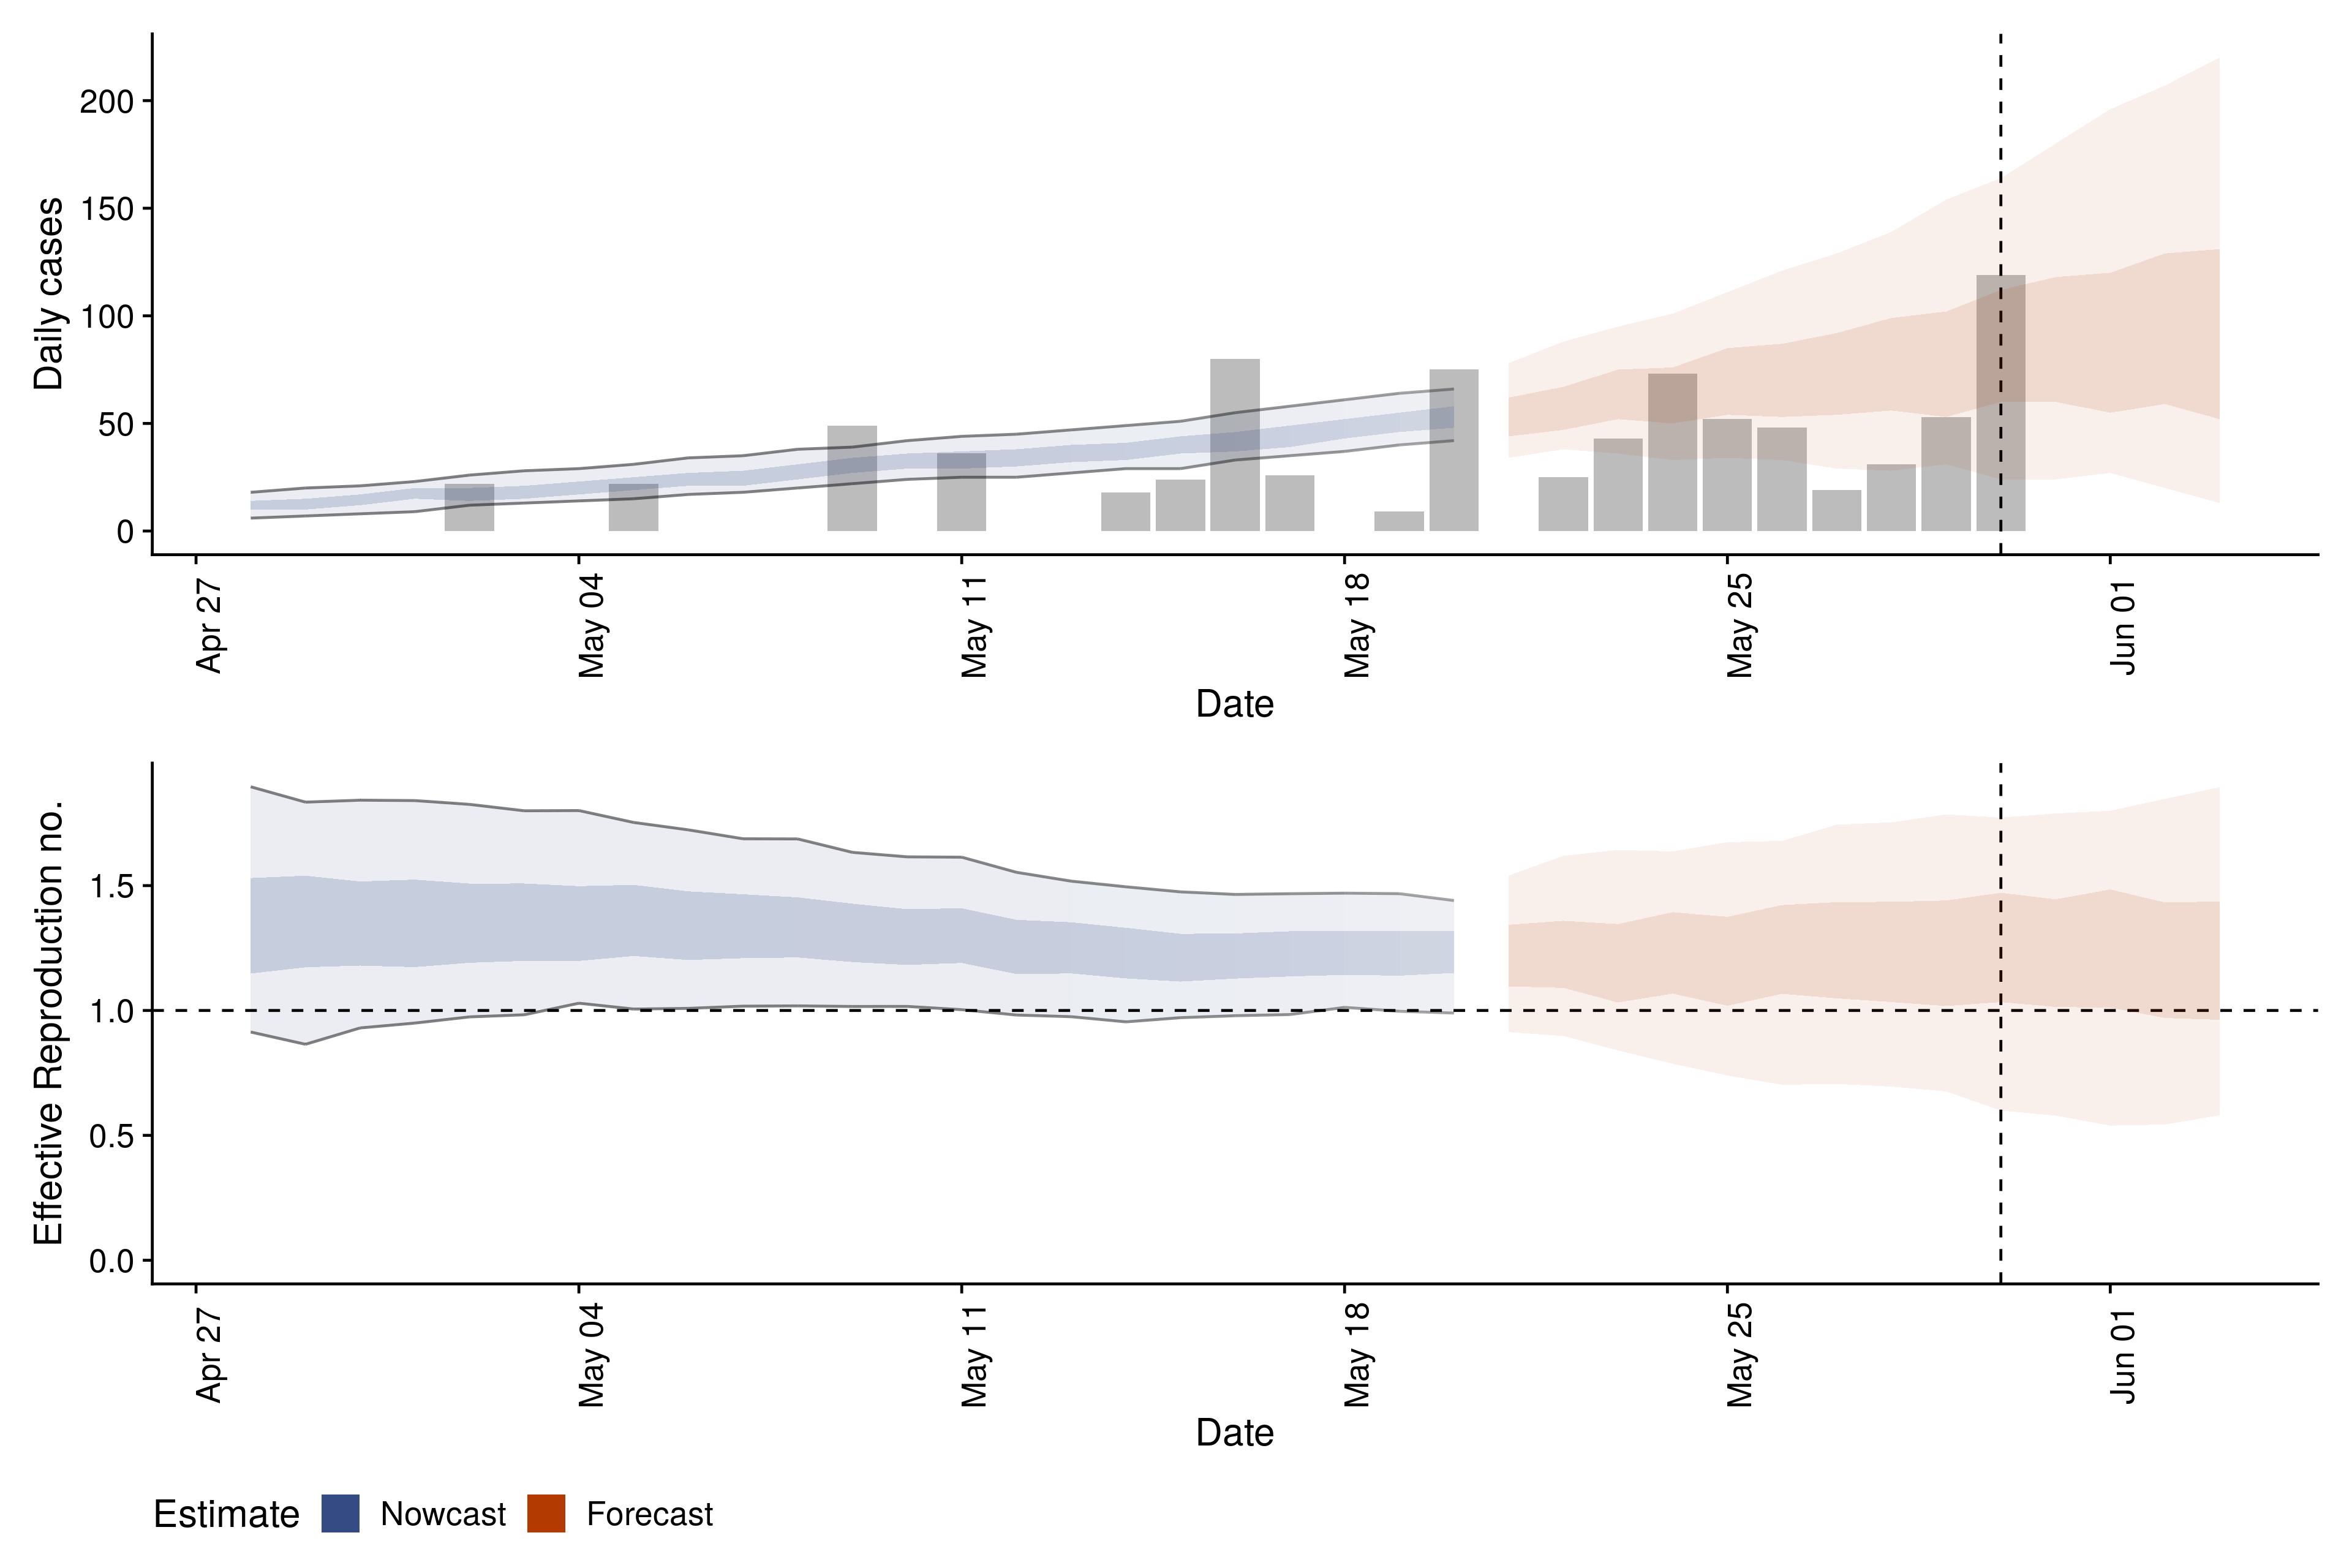 Daily cases
200
150
100
50
0
Apr 27
May 04
May 11
May 18
May 25
Jun 01
Date
Effective Reproduction no.
1.5
1.0
0.5
0.0
Apr 27
May 04
May 11
May 18
May 25
Jun 01
Date
Estimate Nowcast Forecast